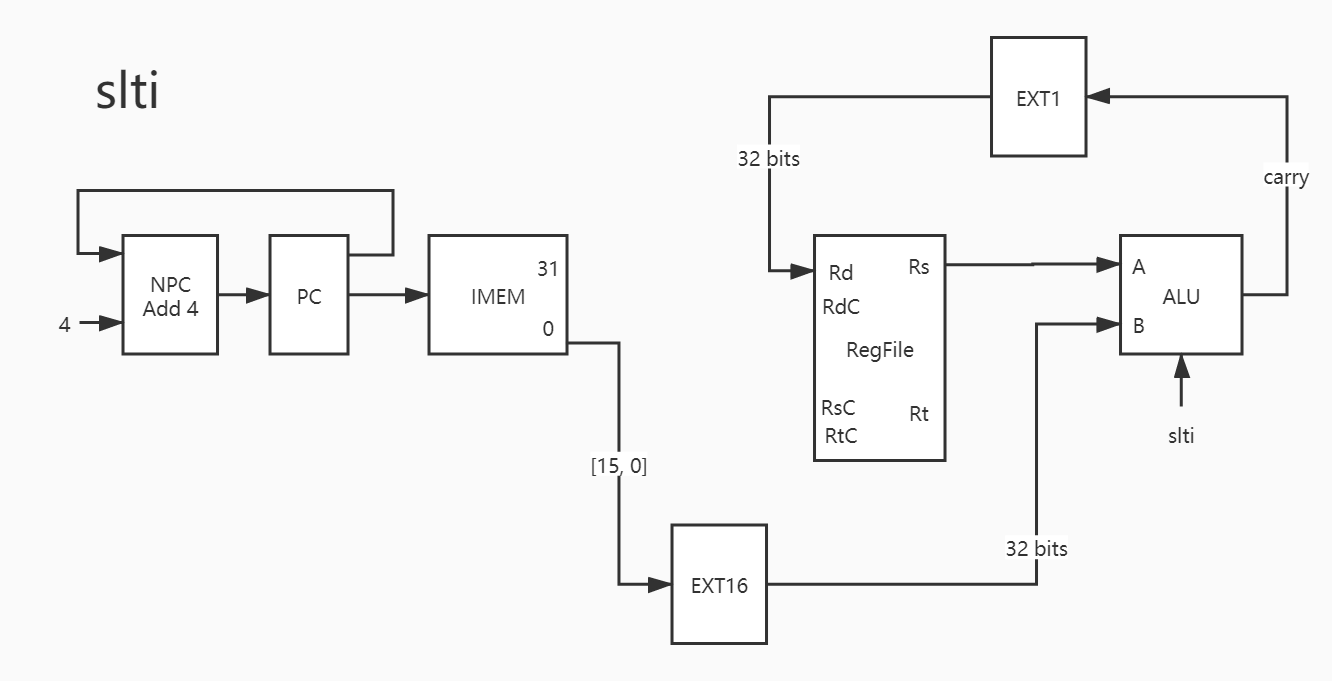 slti
EXT1
32 bits
carry
NPC
Add 4
4
PC
IMEM
31
0
Rd
RdC
RegFile
RsC
RtC
Rs
Rt
A
B
ALU
slti
[15, 0]
EXT16
32 bits